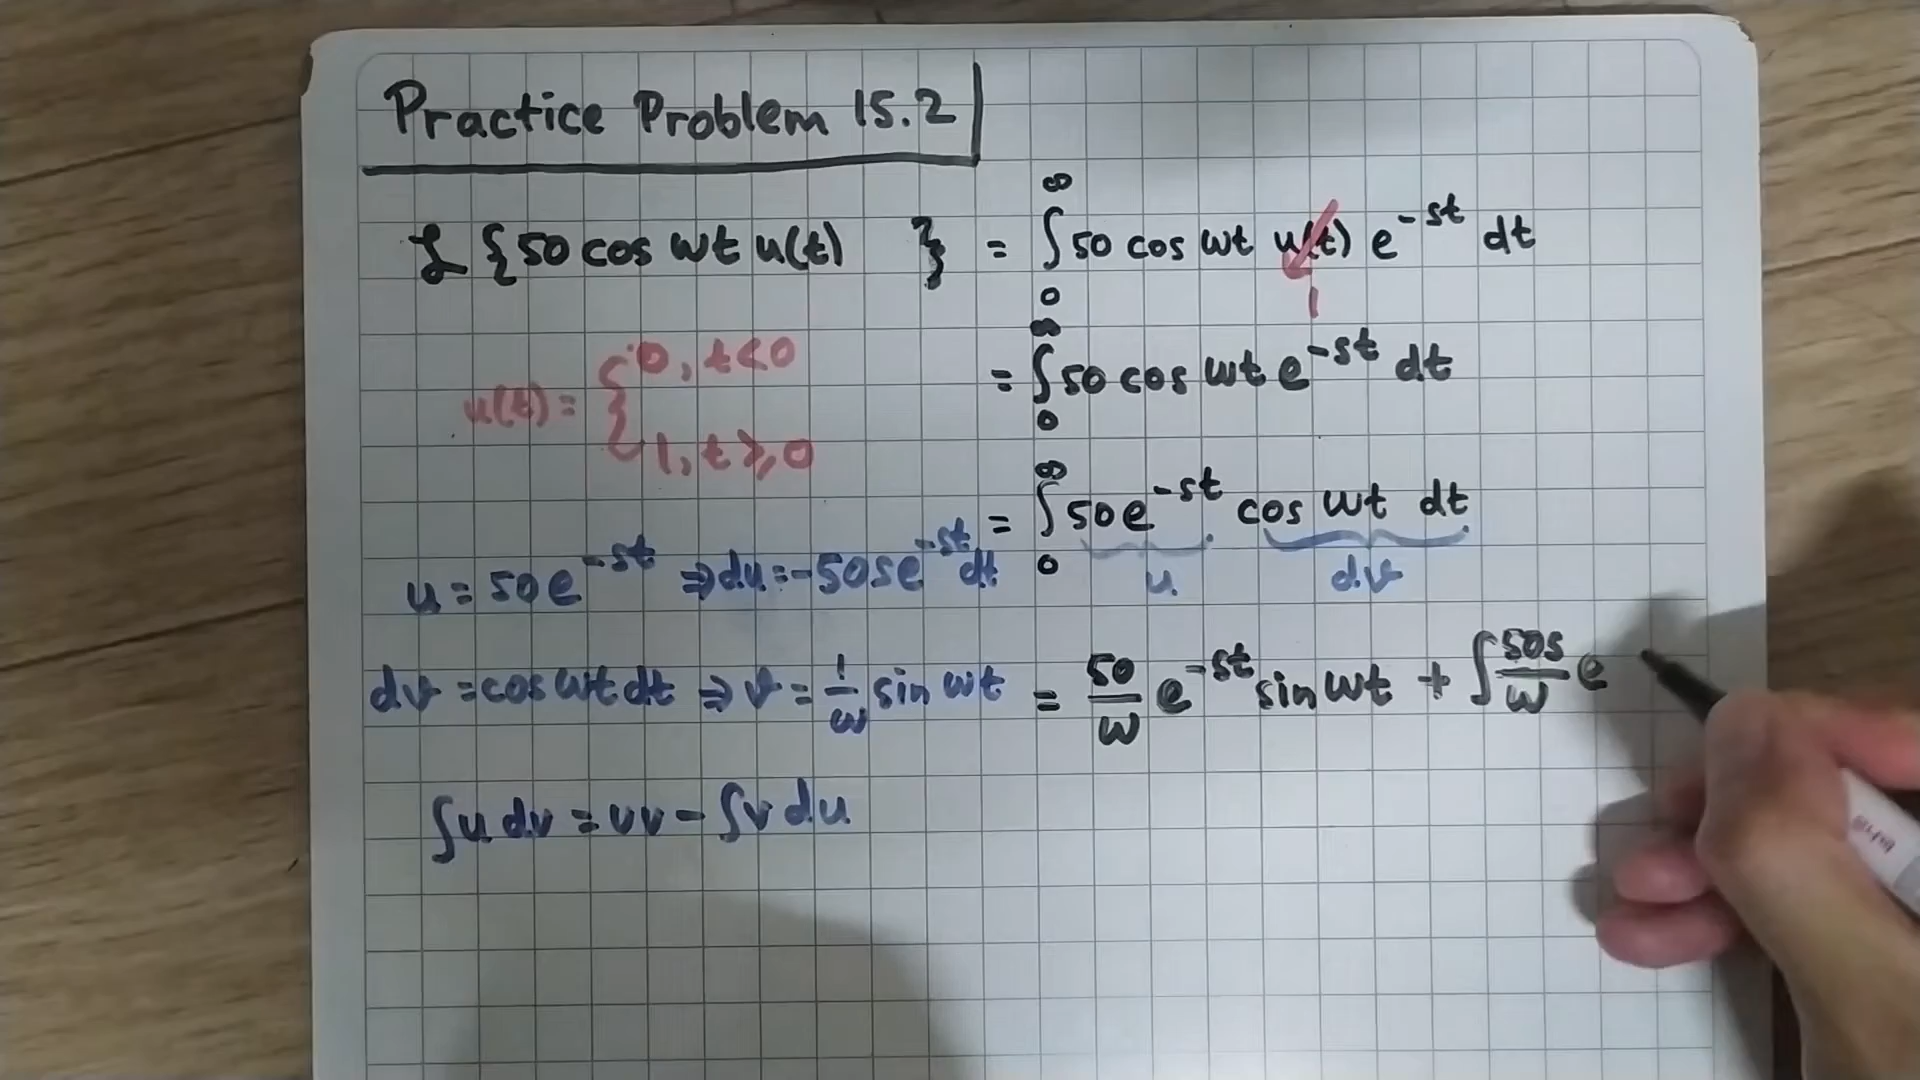 Practice Problem 15.2
ℒ {50 cos ωt u(t) } = ∫₀^∞ 50 cos ωt u(t) e^{-st} dt
1
u(t) = { 0, t<0
1, t≥0
= ∫₀^∞ 50 cos ωt e^{-st} dt
= ∫₀^∞ 50e^{-st} cos ωt dt
u dv
u = 50e^{-st} ⇒ du = -50se^{-st} dt
dv = cos ωt dt ⇒ v = 1/ω sin ωt
= 50/ω e^{-st} sin ωt + ∫ 50s/ω e
∫u dv = uv - ∫v du